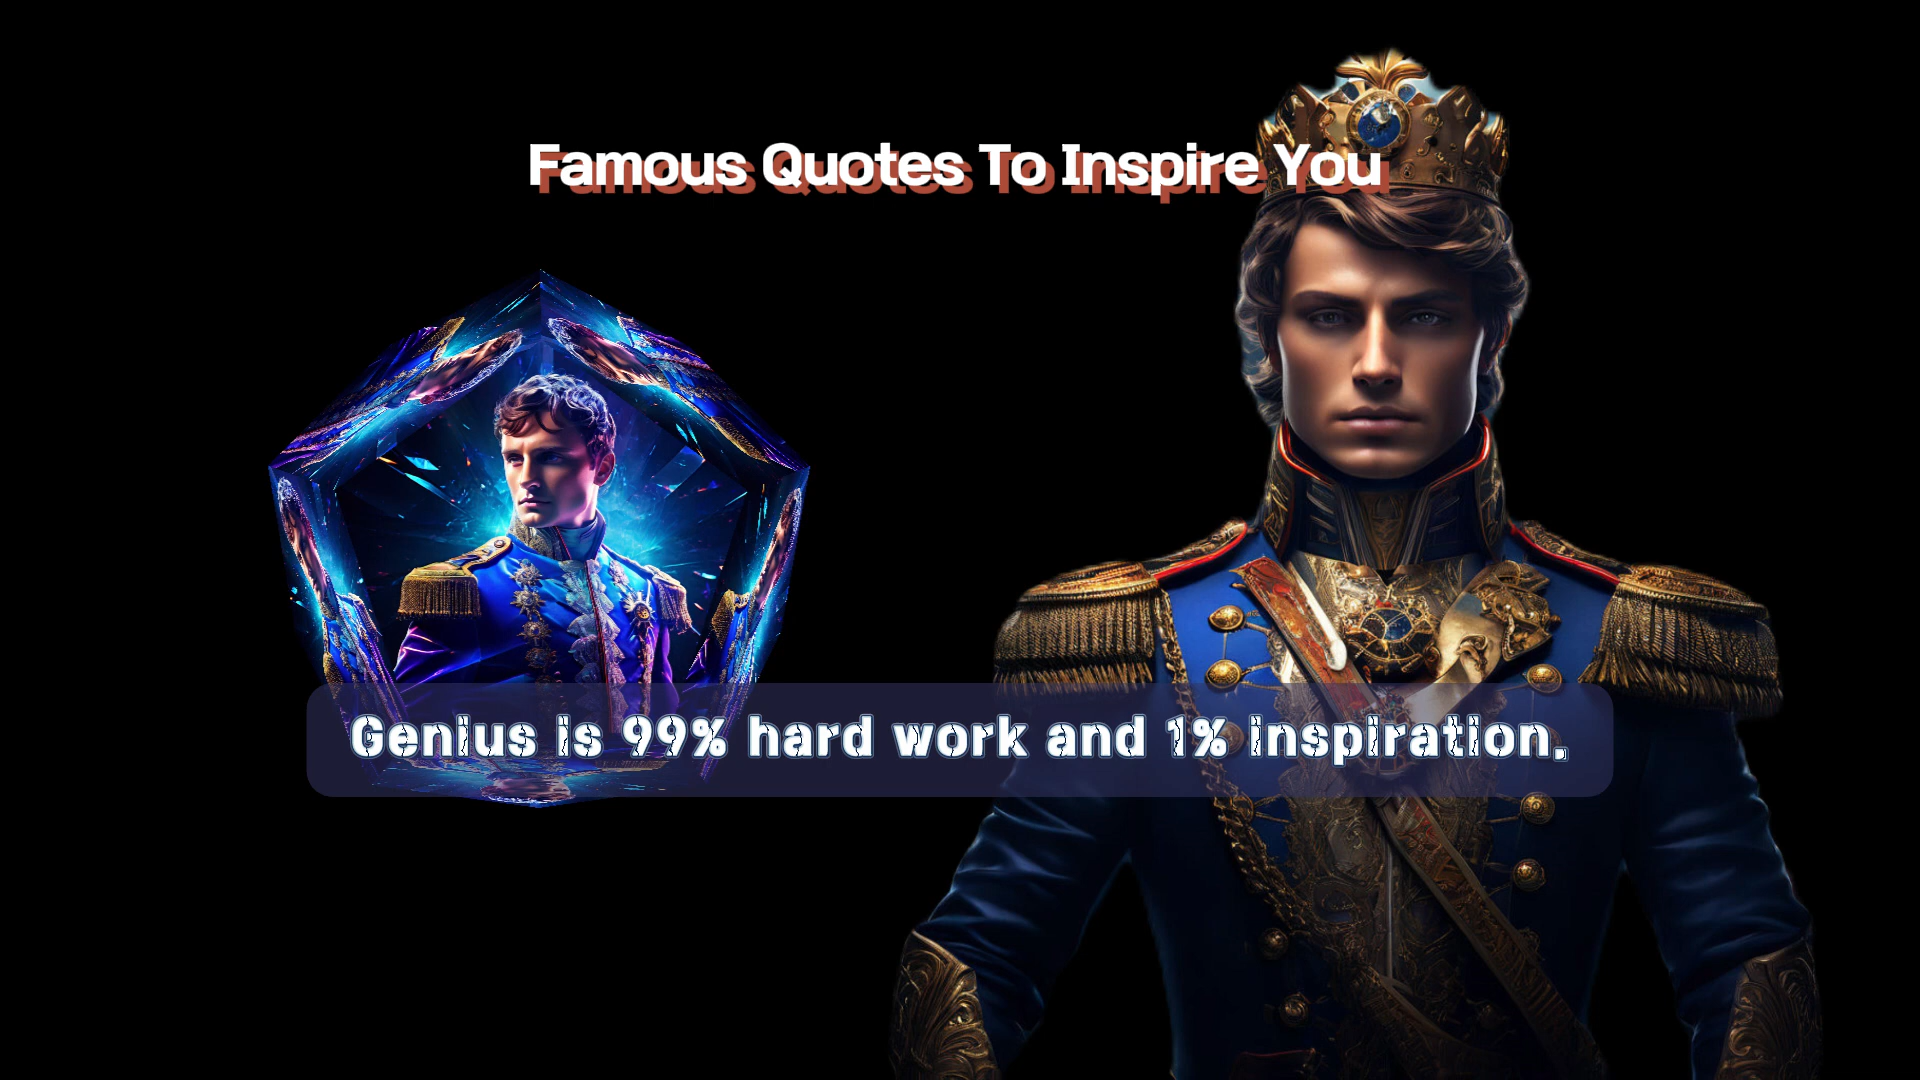 Famous Quotes To Inspire You
Genius is 99% hard work and 1% inspiration.